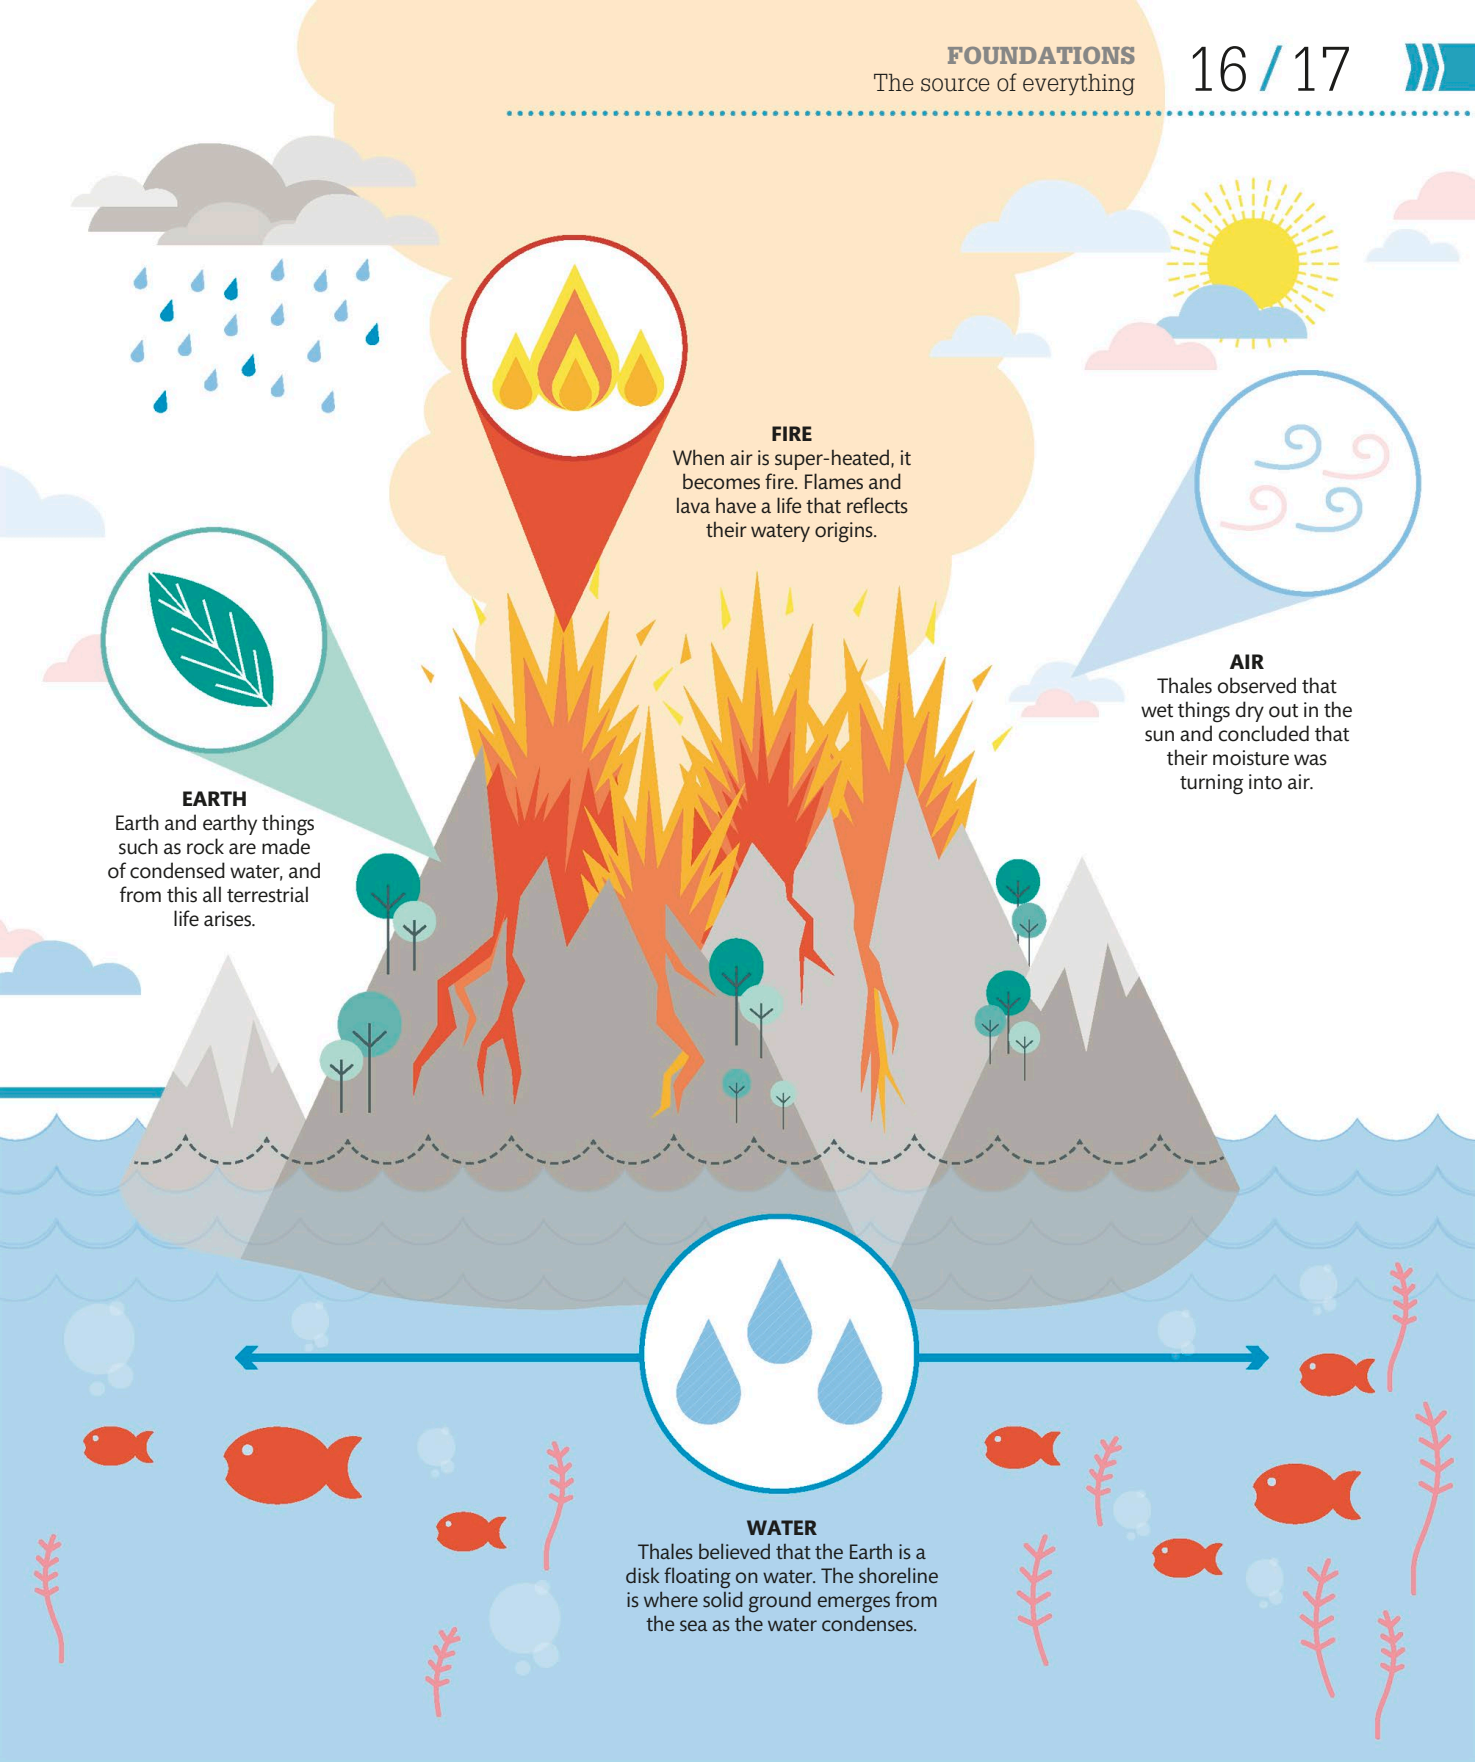 FOUNDATIONS
The source of everything
16 / 17
FIRE
When air is super-heated, it
becomes fire. Flames and
lava have a life that reflects
their watery origins.
AIR
Thales observed that
wet things dry out in the
sun and concluded that
their moisture was
turning into air.
EARTH
Earth and earthy things
such as rock are made
of condensed water, and
from this all terrestrial
life arises.
WATER
Thales believed that the Earth is a
disk floating on water. The shoreline
is where solid ground emerges from
the sea as the water condenses.